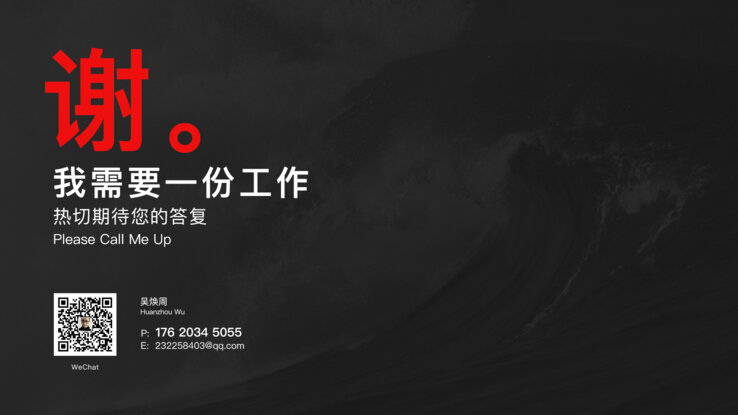 谢。
我需要一份工作
热切期待您的答复
Please Call Me Up
吴焕周
Huanzhou Wu
P: 176 2034 5055
E: 232258403@qq.com
WeChat